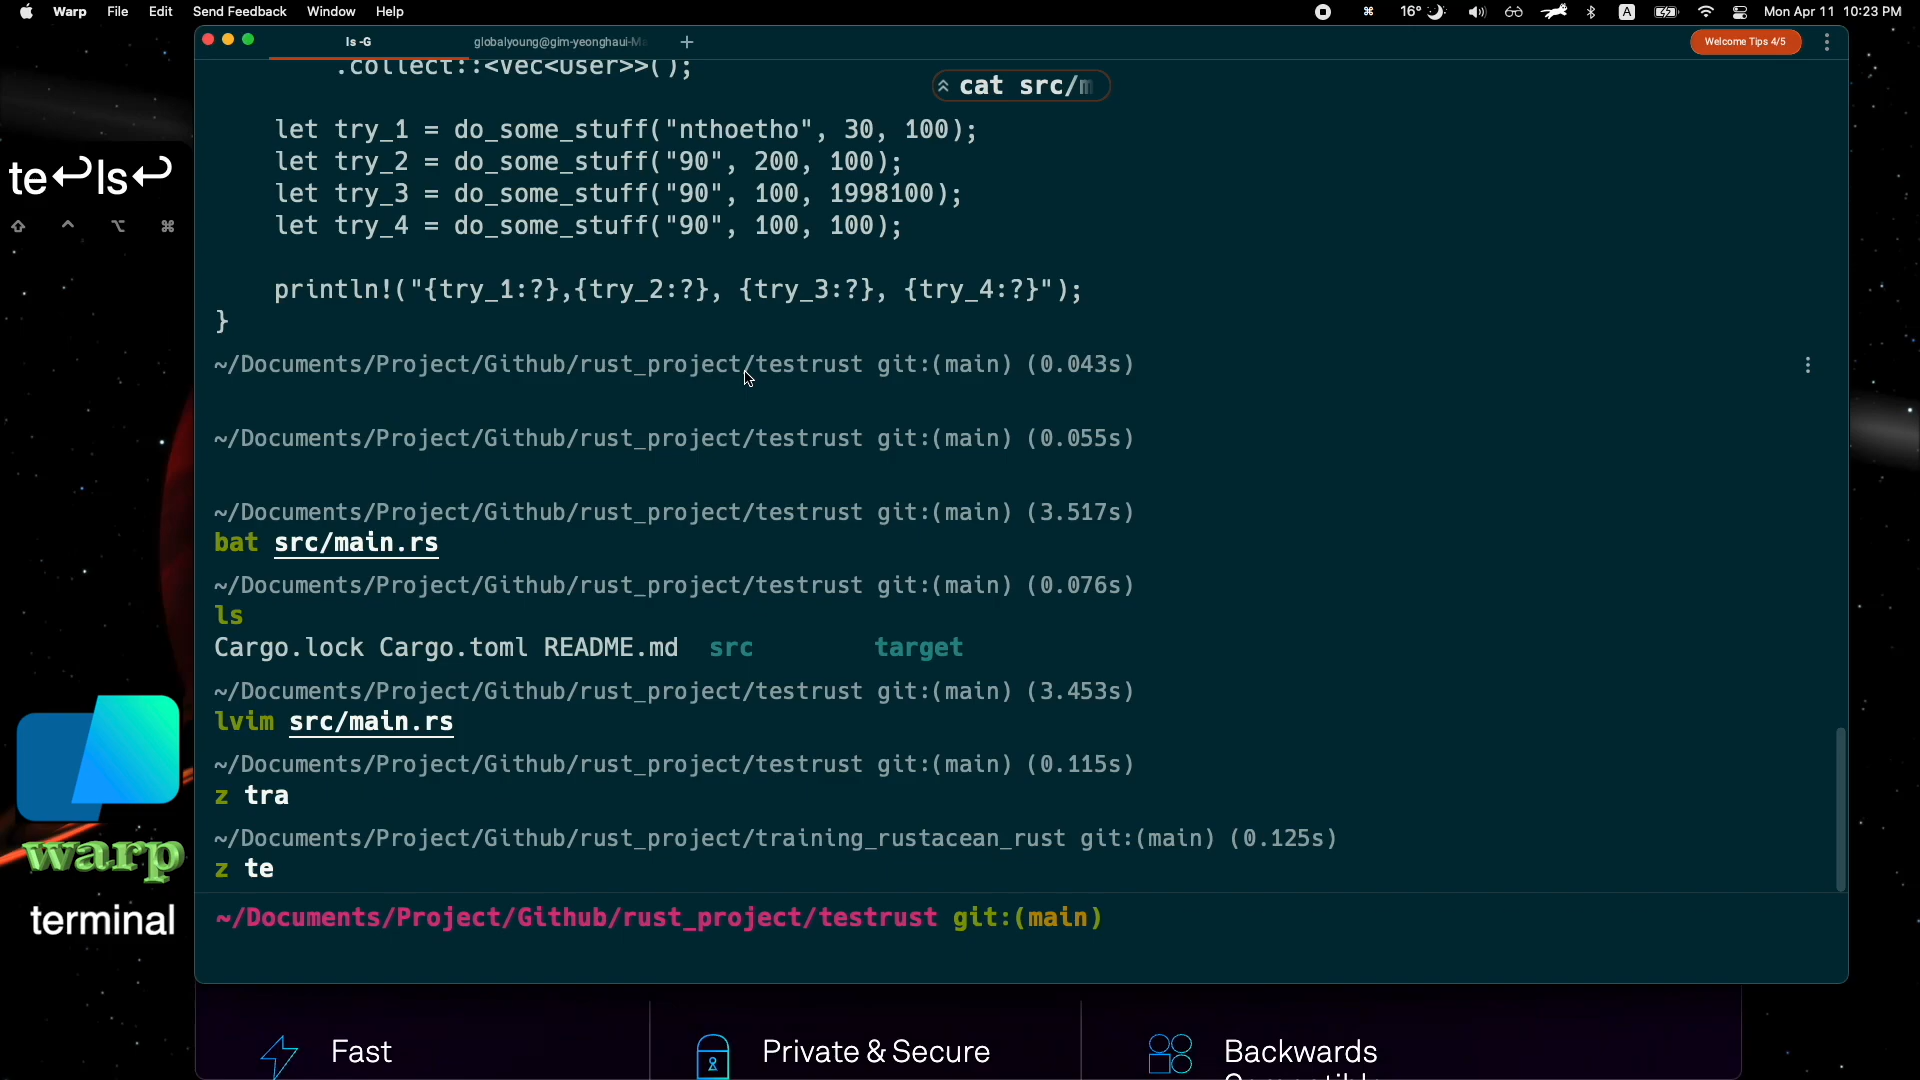 Warp File Edit Send Feedback Window Help
16° A Mon Apr 11 10:23 PM
ls -G
globalyoung@gim-yeonghaui-M
+
Welcome Tips 4/5
.collect::<Vec<User>>();
cat src/m
let try_1 = do_some_stuff("nthoetho", 30, 100);
let try_2 = do_some_stuff("90", 200, 100);
let try_3 = do_some_stuff("90", 100, 1998100);
let try_4 = do_some_stuff("90", 100, 100);
println!("{try_1:?},{try_2:?}, {try_3:?}, {try_4:?}");
}
~/Documents/Project/Github/rust_project/testrust git:(main) (0.043s)
~/Documents/Project/Github/rust_project/testrust git:(main) (0.055s)
~/Documents/Project/Github/rust_project/testrust git:(main) (3.517s)
bat src/main.rs
~/Documents/Project/Github/rust_project/testrust git:(main) (0.076s)
ls
Cargo.lock Cargo.toml README.md src target
~/Documents/Project/Github/rust_project/testrust git:(main) (3.453s)
lvim src/main.rs
~/Documents/Project/Github/rust_project/testrust git:(main) (0.115s)
z tra
~/Documents/Project/Github/rust_project/training_rustacean_rust git:(main) (0.125s)
z te
~/Documents/Project/Github/rust_project/testrust git:(main)
te↩ls↩
⇧ ⌃ ⌥ ⌘
warp
terminal
Fast
Private & Secure
Backwards